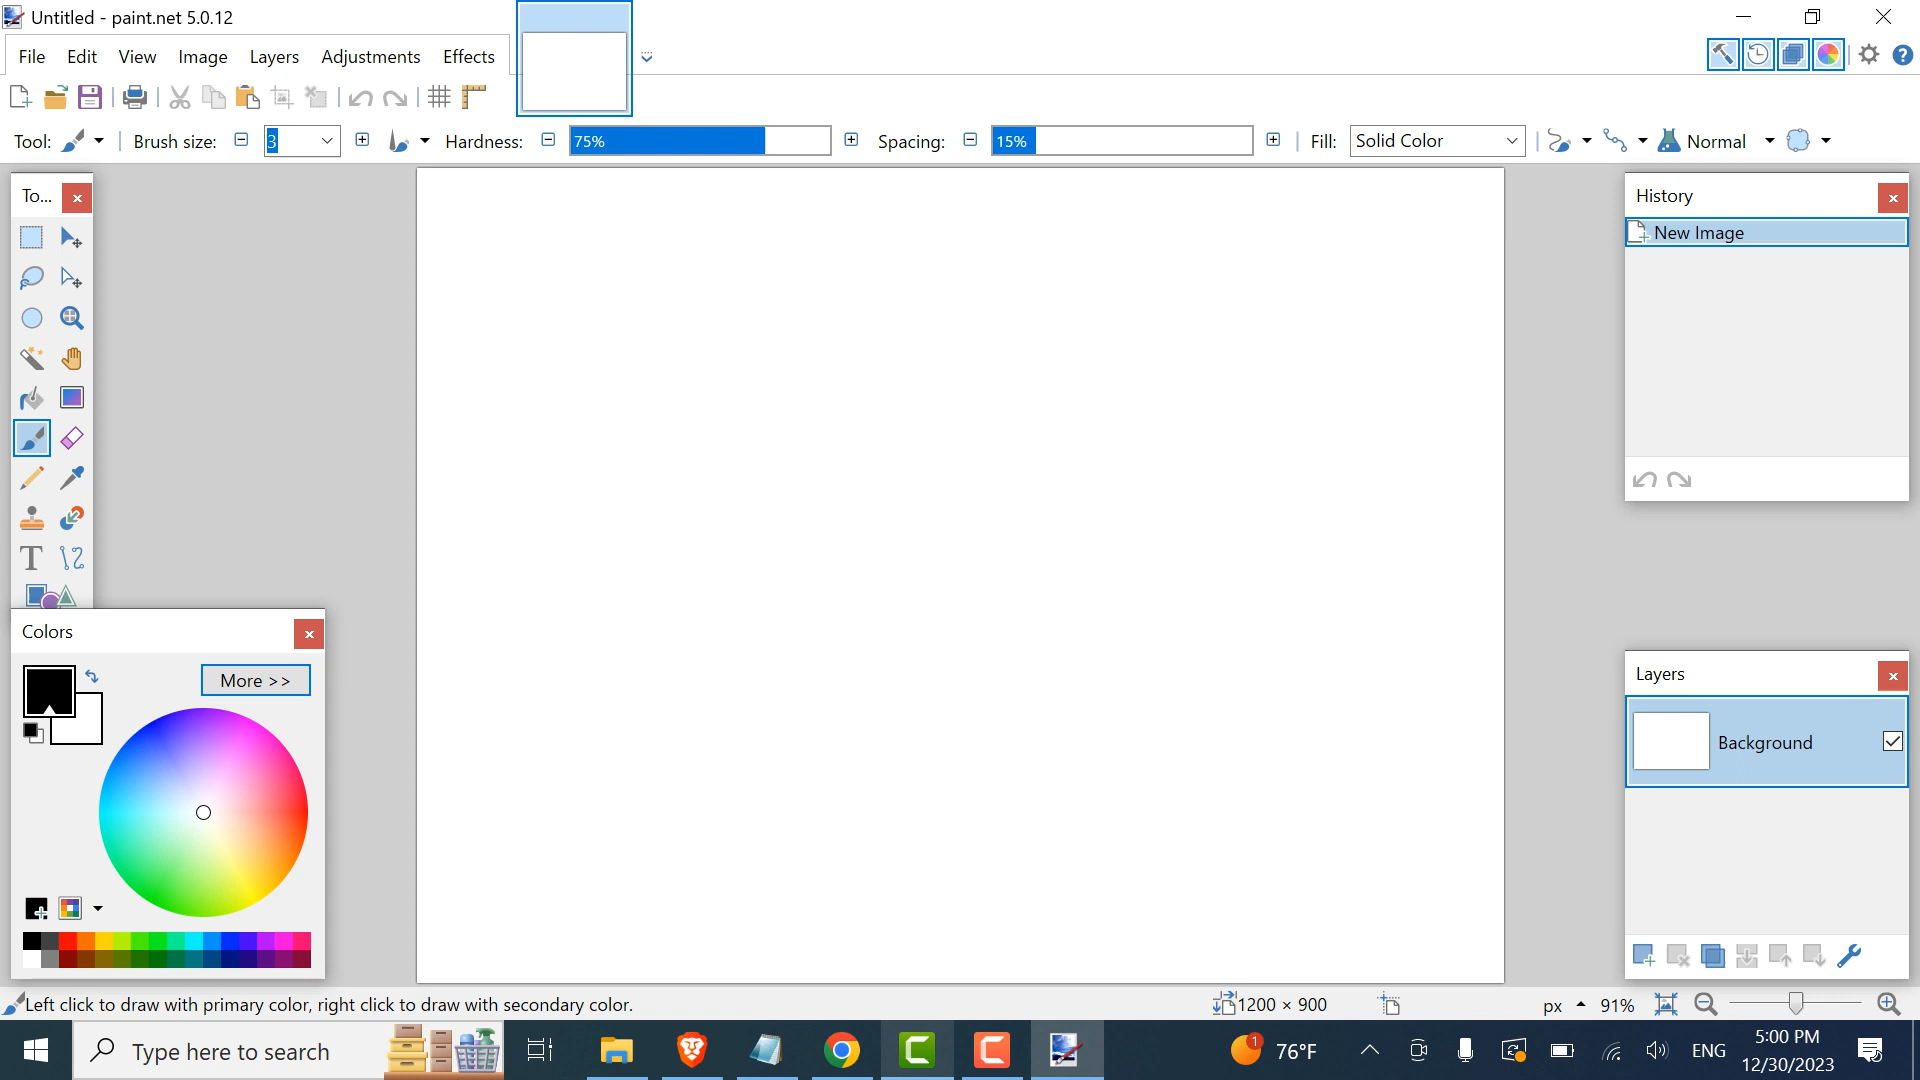 Untitled - paint.net 5.0.12
File Edit View Image Layers Adjustments Effects
Tool: Brush size: 3 Hardness: 75% Spacing: 15% Fill: Solid Color Normal
To...
History
New Image
T
Colors
More >>
Layers
Background
Left click to draw with primary color, right click to draw with secondary color.
1200 × 900
px 91%
Type here to search
1 76°F
ENG
5:00 PM
12/30/2023